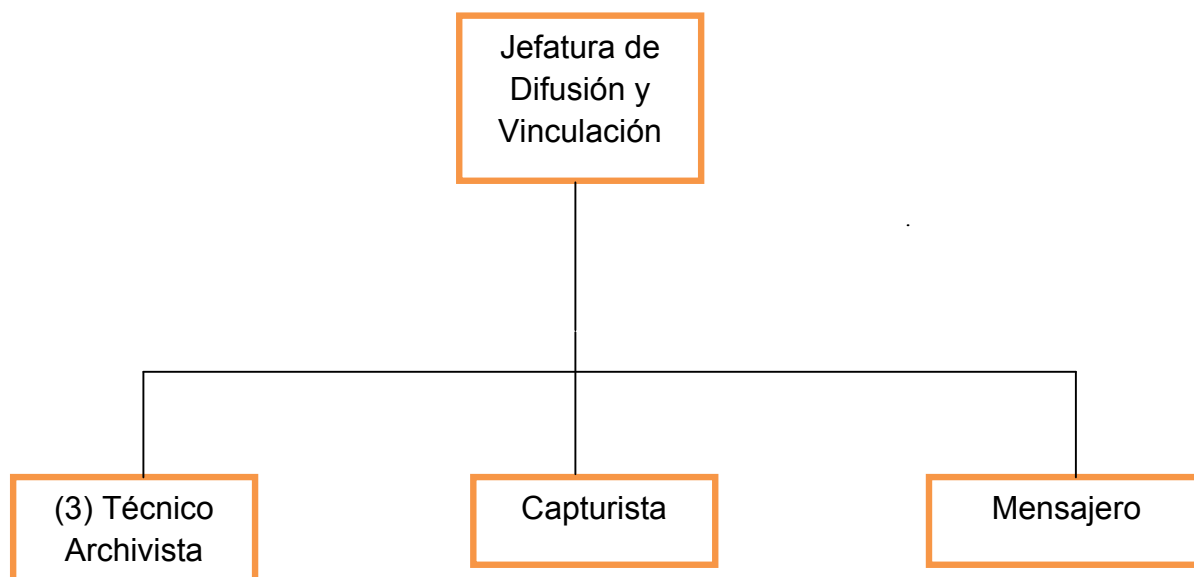 Jefatura de
Difusión y
Vinculación
(3) Técnico
Archivista
Capturista
Mensajero